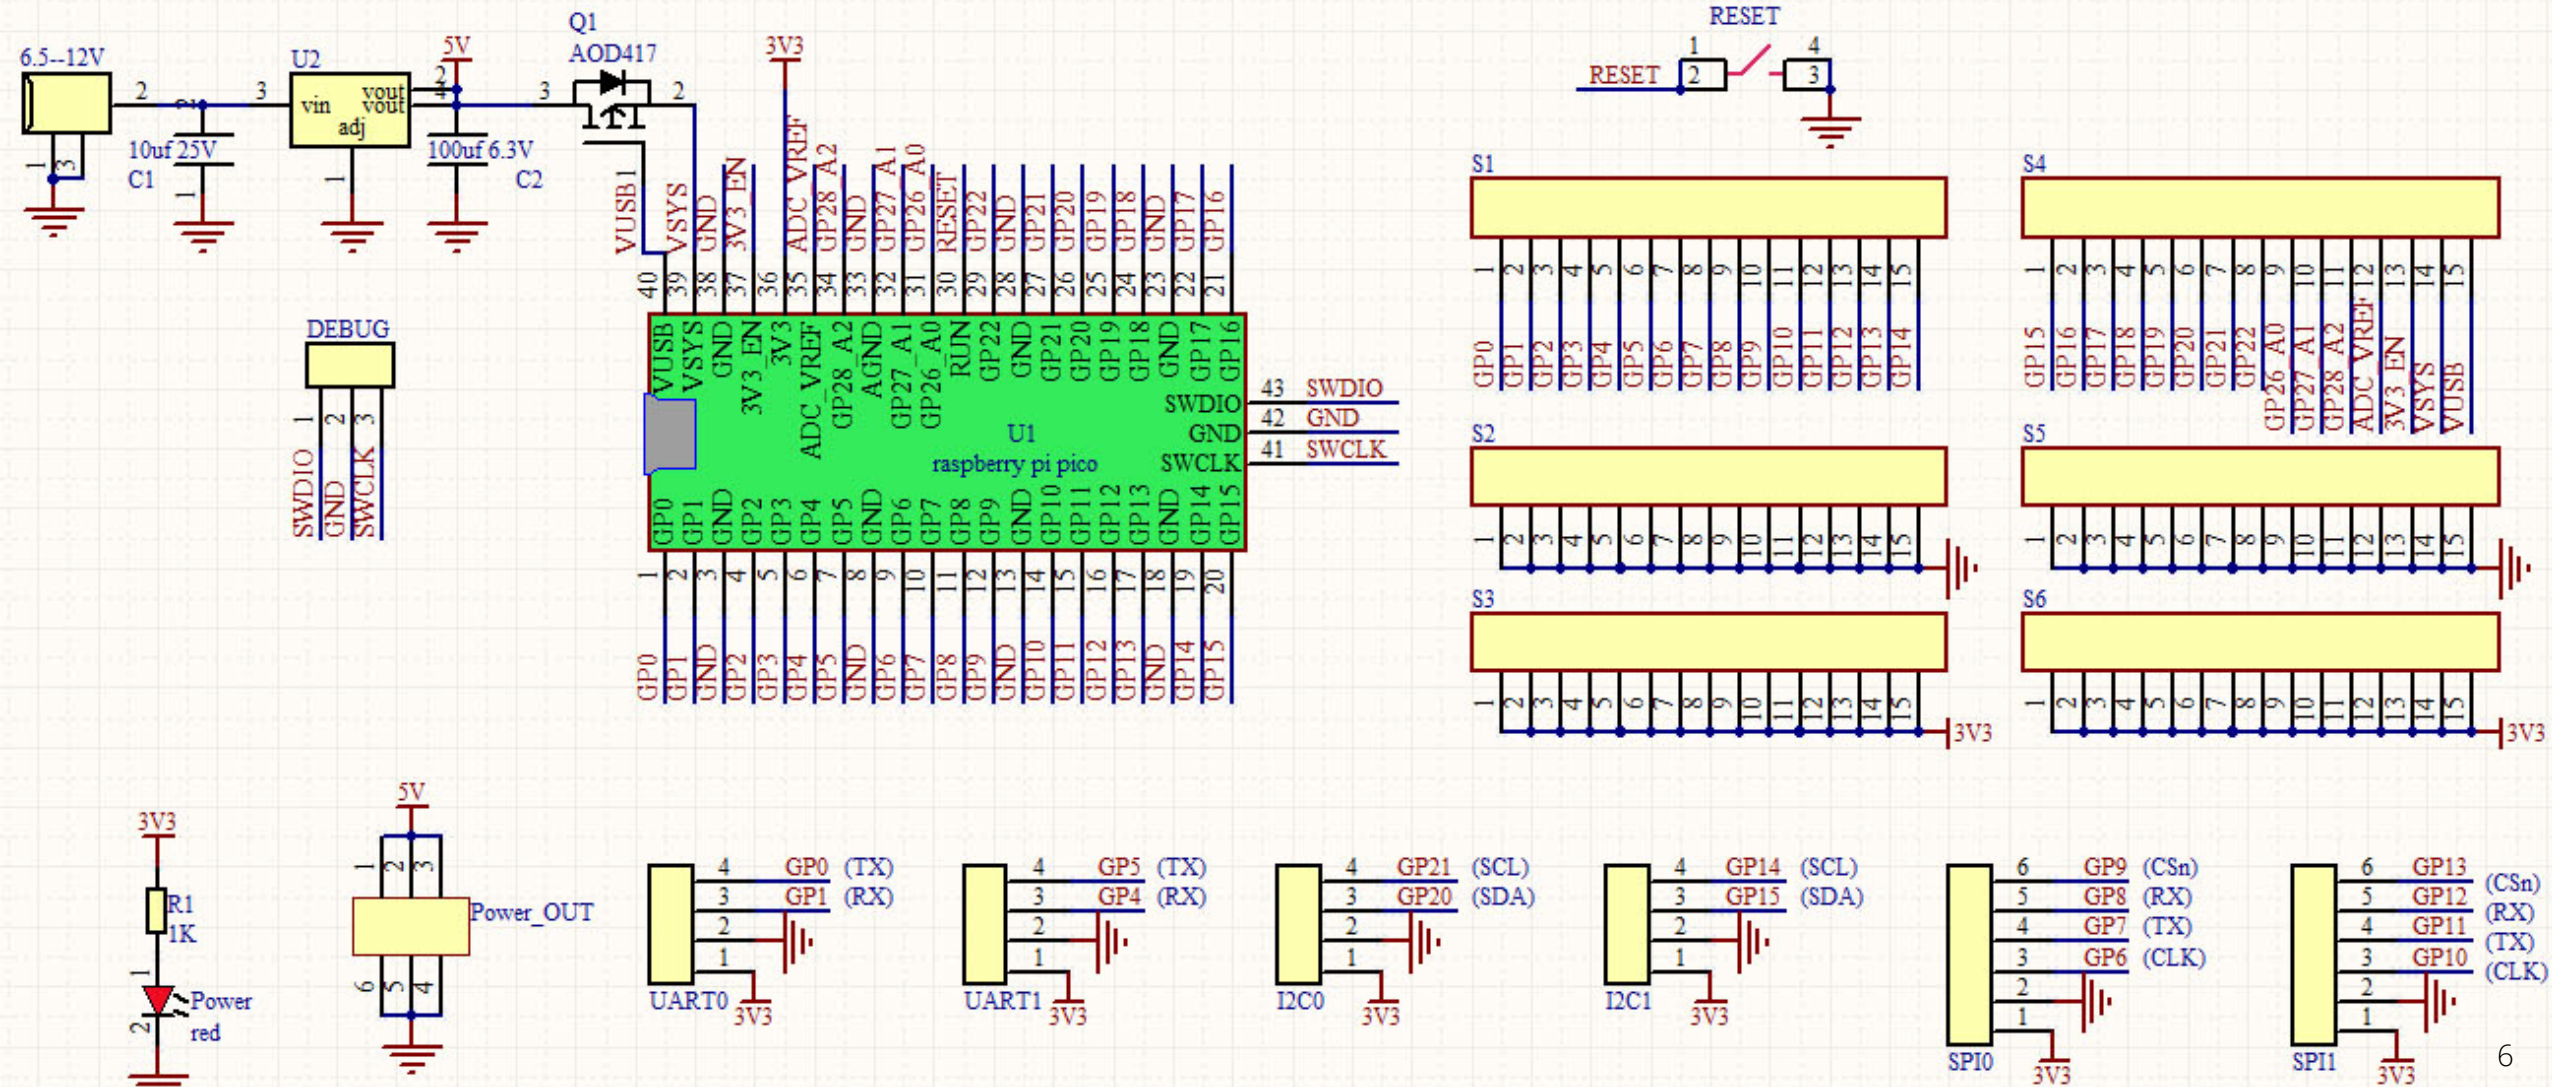 6.5--12V
2
1
3
2
10uf 25V
C1
1
U2
3
vin
vout
vout
adj
1
5V
2
4
100uf 6.3V
C2
Q1
AOD417
3
2
1
3V3
VUSB
VSYS
GND
3V3_EN
ADC_VREF
GP28_A2
GND
GP27_A1
GP26_A0
RESET
GP22
GND
GP21
GP20
GP19
GP18
GND
GP17
GP16
40 39 38 37 36 35 34 33 32 31 30 29 28 27 26 25 24 23 22 21
VUSB
VSYS
GND
3V3_EN
3V3
ADC_VREF
GP28_A2
AGND
GP27_A1
GP26_A0
RUN
GP22
GND
GP21
GP20
GP19
GP18
GND
GP17
GP16
U1
raspberry pi pico
SWDIO 43 SWDIO
GND 42 GND
SWCLK 41 SWCLK
GP0
GP1
GND
GP2
GP3
GP4
GP5
GND
GP6
GP7
GP8
GP9
GND
GP10
GP11
GP12
GP13
GND
GP14
GP15
1 2 3 4 5 6 7 8 9 10 11 12 13 14 15 16 17 18 19 20
GP0
GP1
GND
GP2
GP3
GP4
GP5
GND
GP6
GP7
GP8
GP9
GND
GP10
GP11
GP12
GP13
GND
GP14
GP15
DEBUG
1 2 3
SWDIO
GND
SWCLK
RESET
RESET
1
2
4
3
S1
1 2 3 4 5 6 7 8 9 10 11 12 13 14 15
GP0
GP1
GP2
GP3
GP4
GP5
GP6
GP7
GP8
GP9
GP10
GP11
GP12
GP13
GP14
S4
1 2 3 4 5 6 7 8 9 10 11 12 13 14 15
GP15
GP16
GP17
GP18
GP19
GP20
GP21
GP22
GP26_A0
GP27_A1
GP28_A2
ADC_VREF
3V3_EN
VSYS
VUSB
S2
1 2 3 4 5 6 7 8 9 10 11 12 13 14 15
S5
1 2 3 4 5 6 7 8 9 10 11 12 13 14 15
S3
1 2 3 4 5 6 7 8 9 10 11 12 13 14 15
3V3
S6
1 2 3 4 5 6 7 8 9 10 11 12 13 14 15
3V3
3V3
R1
1K
1
Power
red
2
5V
1 2 3
Power_OUT
6 5 4
4 GP0 (TX)
3 GP1 (RX)
2
1
UART0
3V3
4 GP5 (TX)
3 GP4 (RX)
2
1
UART1
3V3
4 GP21 (SCL)
3 GP20 (SDA)
2
1
I2C0
3V3
4 GP14 (SCL)
3 GP15 (SDA)
2
1
I2C1
3V3
6 GP9 (CSn)
5 GP8 (RX)
4 GP7 (TX)
3 GP6 (CLK)
2
1
SPI0
3V3
6 GP13 (CSn)
5 GP12 (RX)
4 GP11 (TX)
3 GP10 (CLK)
2
1
SPI1
3V3
6